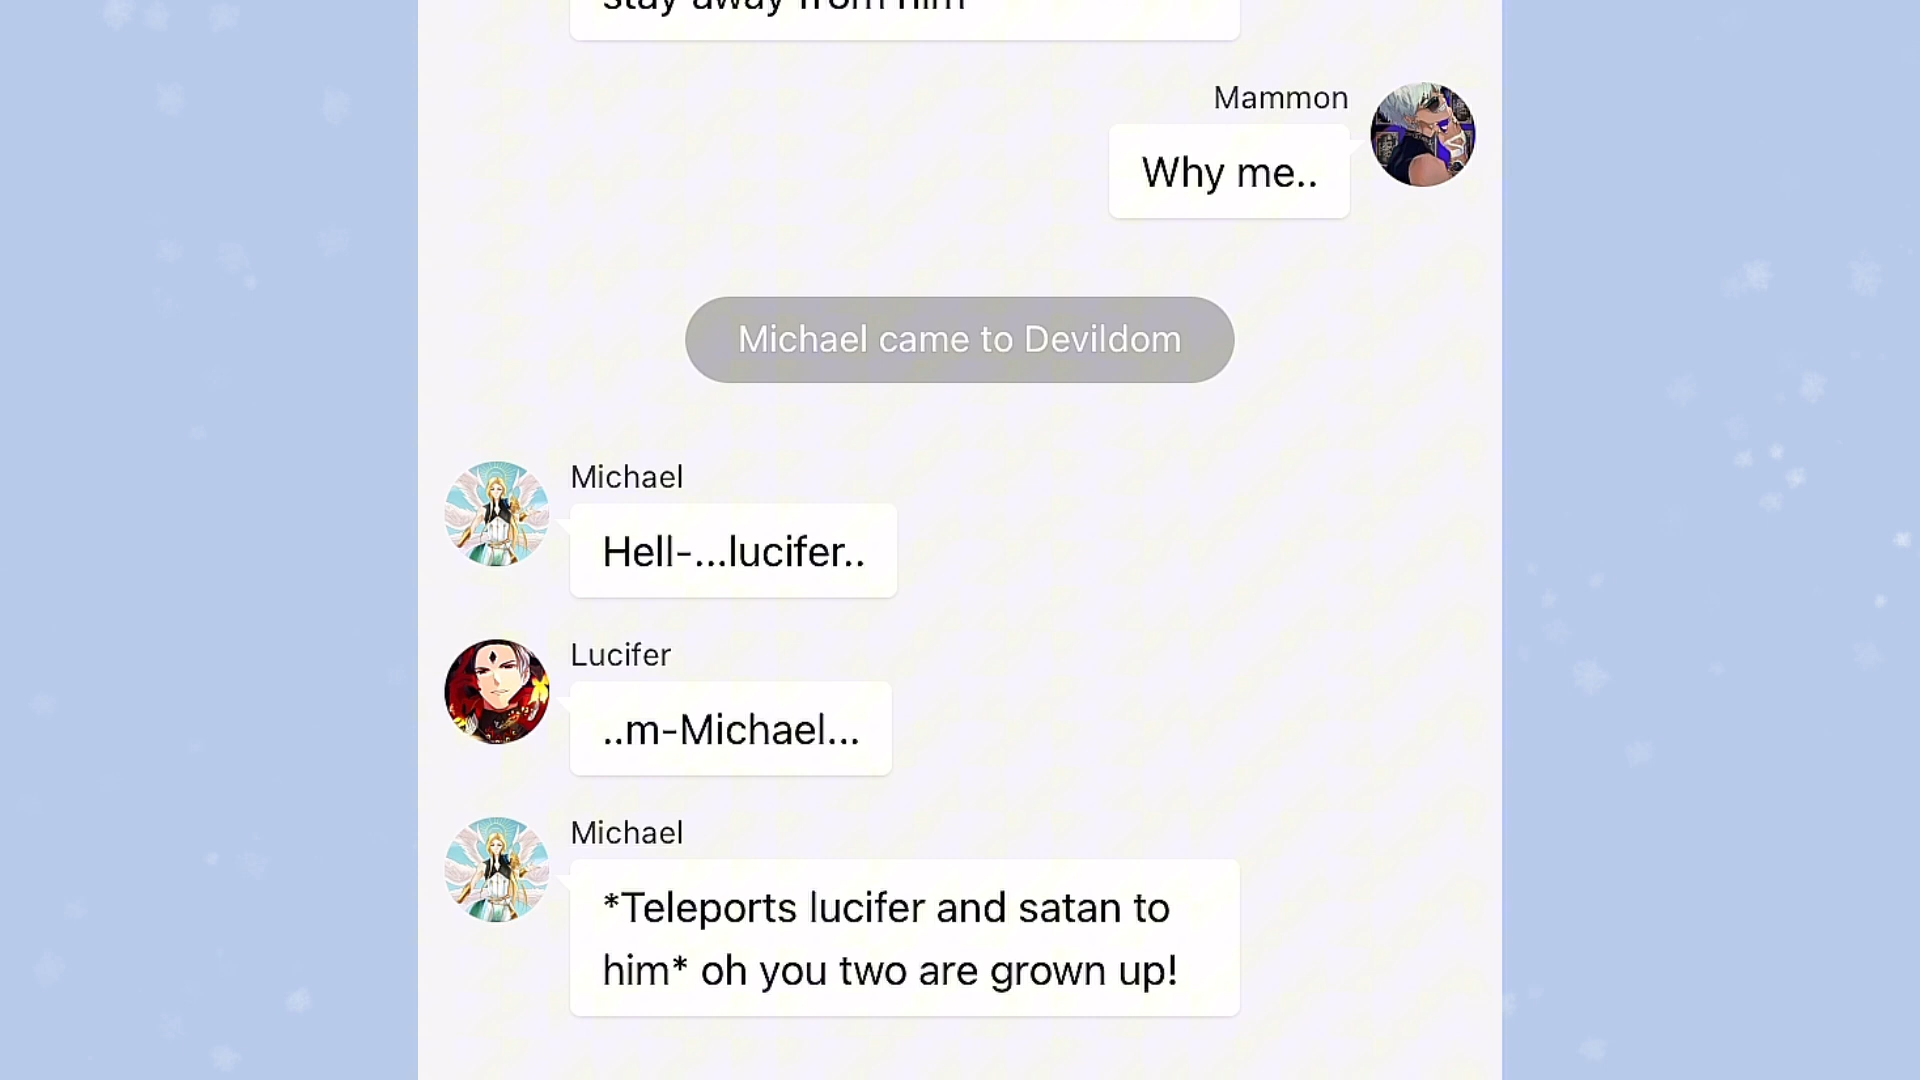 stay away from him
Mammon
Why me..
Michael came to Devildom
Michael
Hell-...lucifer..
Lucifer
..m-Michael...
Michael
*Teleports lucifer and satan to
him* oh you two are grown up!